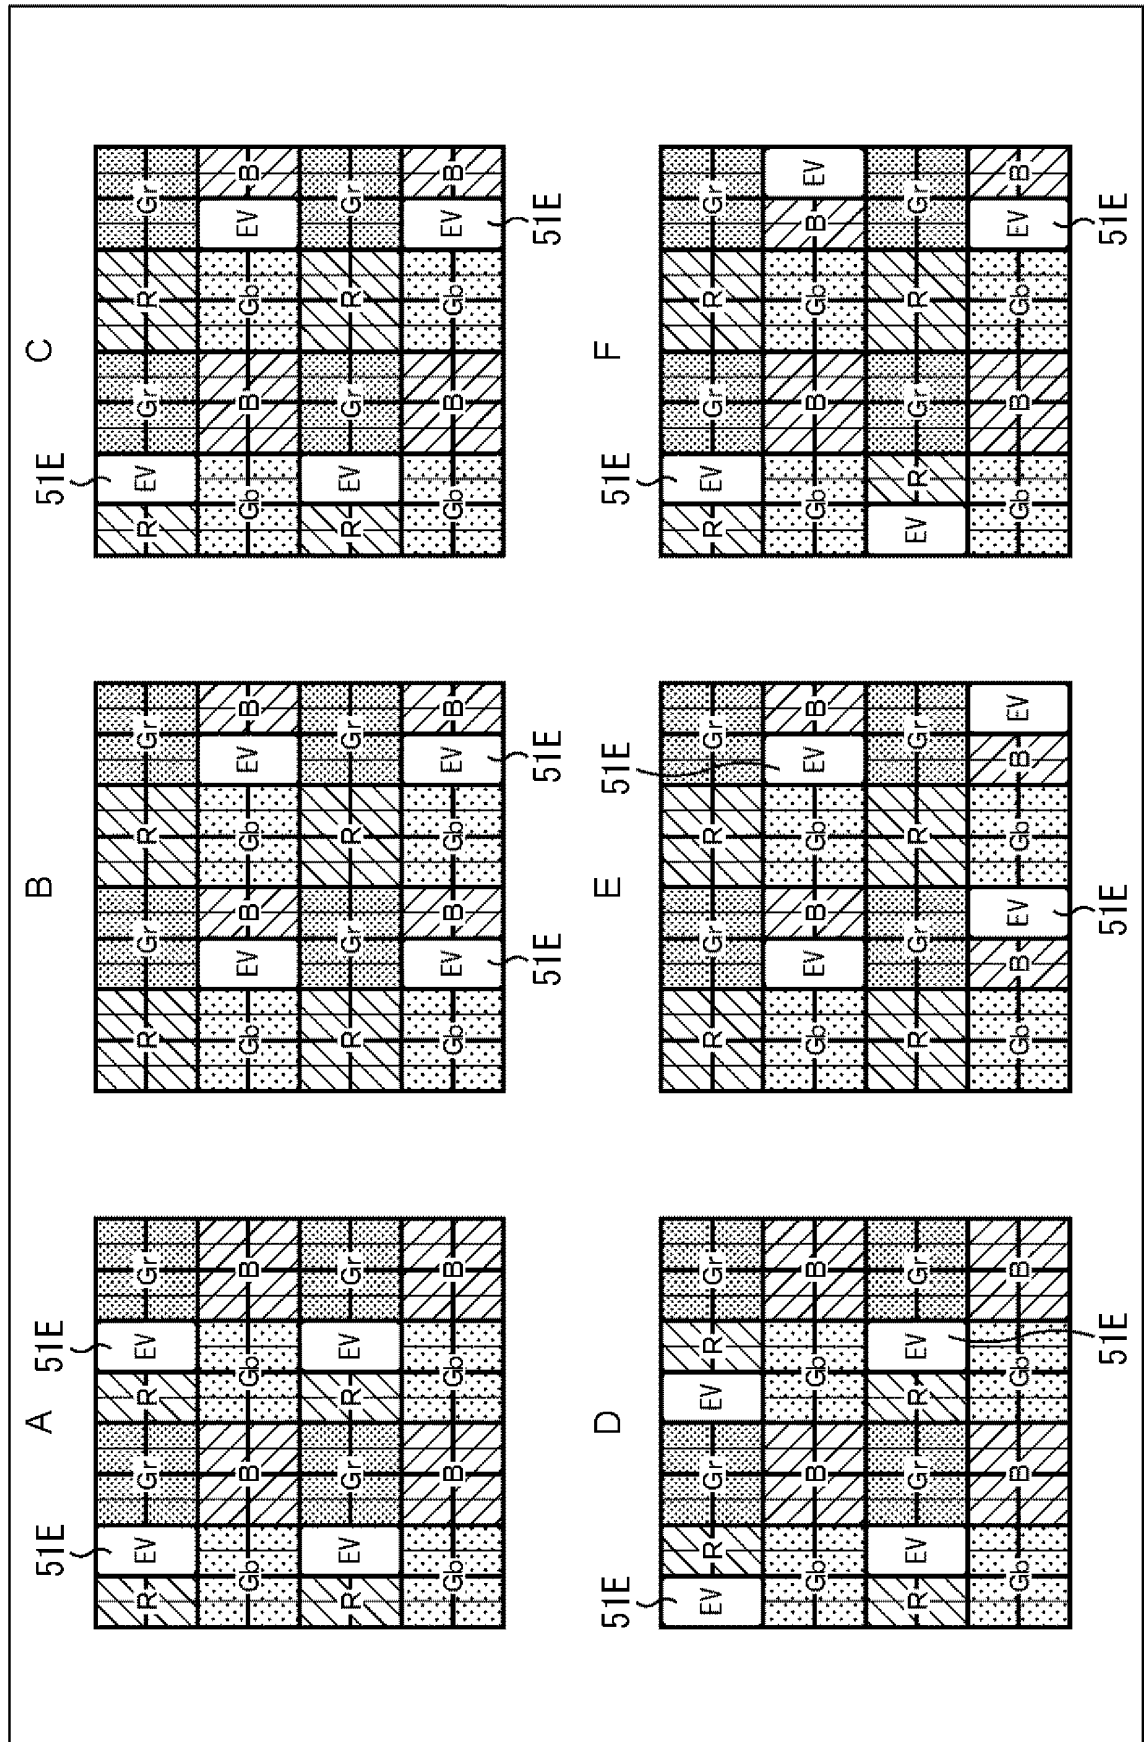 A
51E 51E
R EV Gr R EV Gr
Gb B Gb B
R EV Gr R EV Gr
Gb B Gb B
B
R Gr R Gr
Gb EV B Gb EV B
R Gr R Gr
Gb EV B Gb EV B
51E 51E
C
51E
R EV Gr R Gr
Gb B Gb EV B
R EV Gr R Gr
Gb B Gb EV B
51E
D
51E
EV R Gr EV R Gr
Gb B Gb B
R EV Gr R EV Gr
Gb B Gb B
51E
E
51E
R Gr R Gr
Gb EV B Gb EV B
R Gr R Gr
Gb B EV Gb B EV
51E
F
51E
R EV Gr R Gr
Gb B Gb B EV
EV R Gr R Gr
Gb B Gb EV B
51E